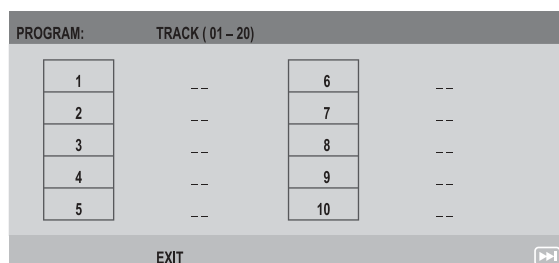 PROGRAM: TRACK ( 01 – 20)
1 _ _ 6 _ _
2 _ _ 7 _ _
3 _ _ 8 _ _
4 _ _ 9 _ _
5 _ _ 10 _ _
EXIT